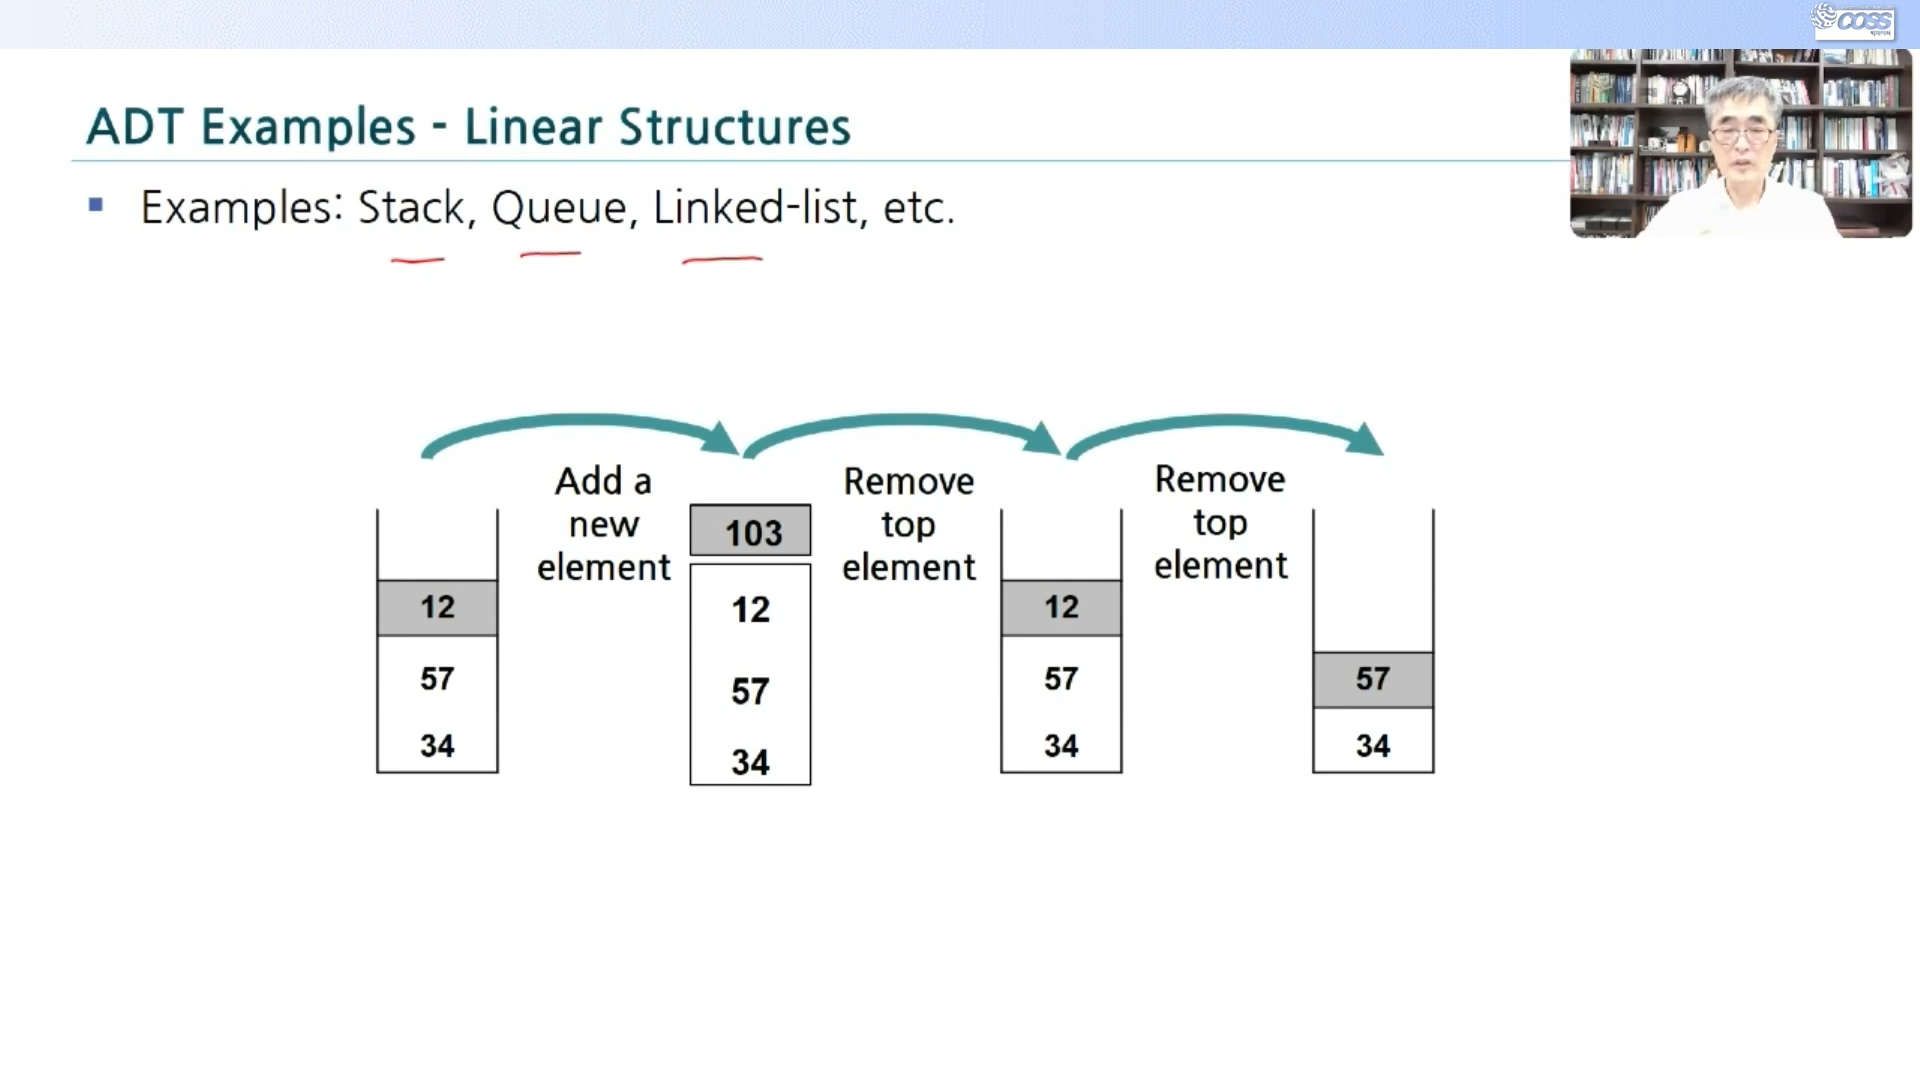 COSS
ADT Examples - Linear Structures
▪ Examples: Stack, Queue, Linked-list, etc.
Add a
new
element
Remove
top
element
Remove
top
element
12
57
34
103
12
57
34
12
57
34
57
34